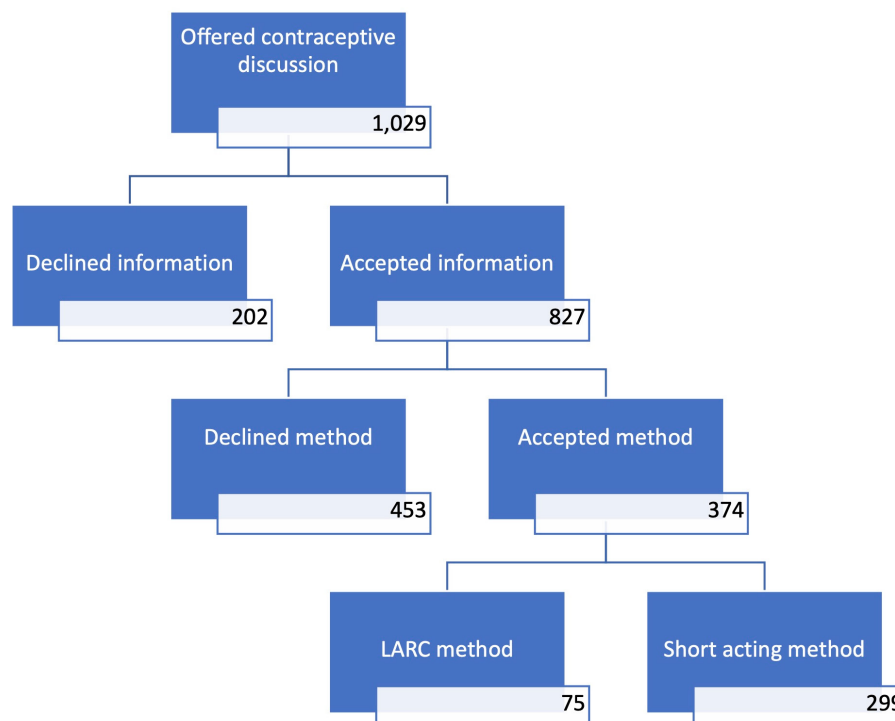 Offered contraceptive
discussion
1,029
Declined information
202
Accepted information
827
Declined method
453
Accepted method
374
LARC method
75
Short acting method
299